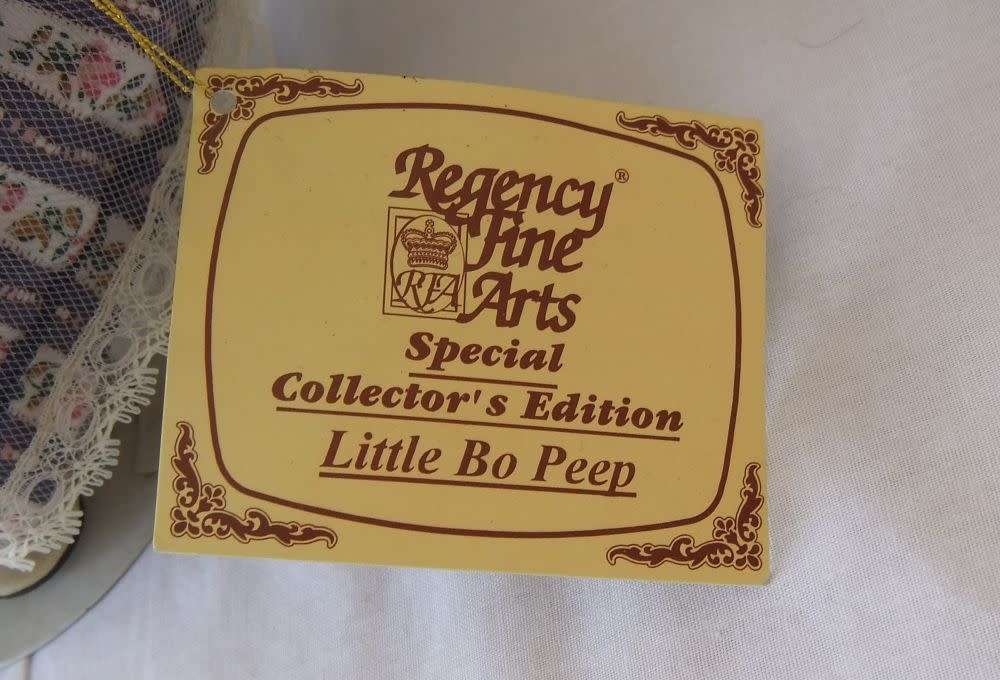 Regency®
Fine
RFA
Arts
Special
Collector's Edition
Little Bo Peep